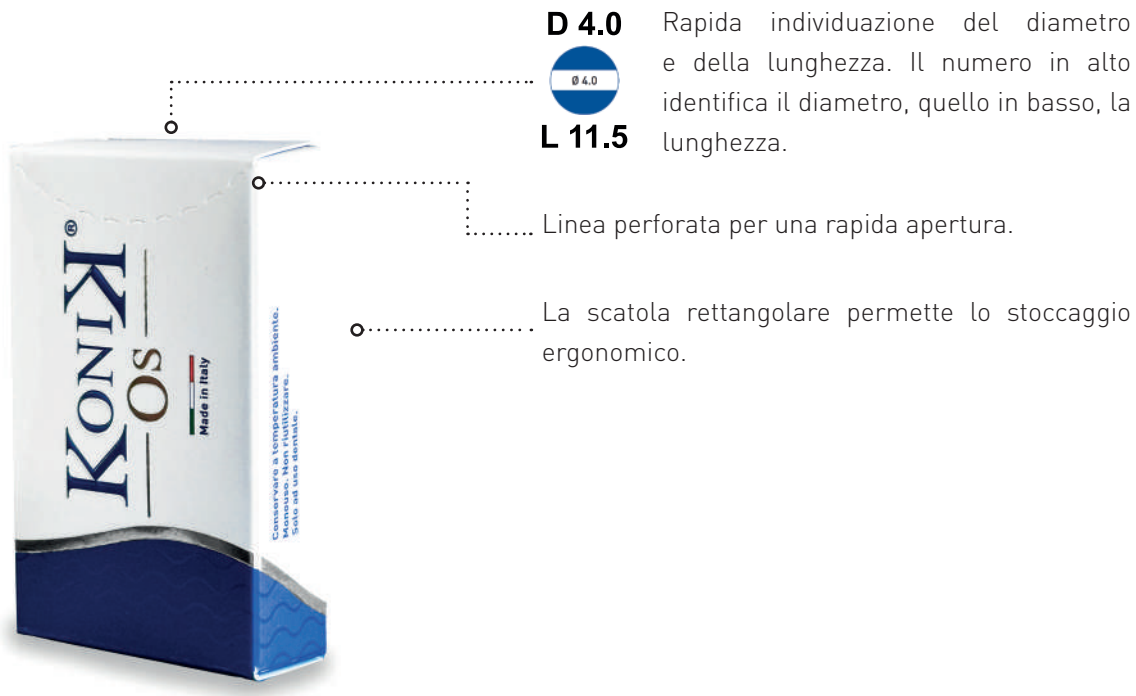 D 4.0
Ø 4.0
L 11.5
Rapida individuazione del diametro
e della lunghezza. Il numero in alto
identifica il diametro, quello in basso, la
lunghezza.
Linea perforata per una rapida apertura.
La scatola rettangolare permette lo stoccaggio
ergonomico.
KONIK®
OS
Made in Italy
Conservare a temperatura ambiente.
Monouso. Non riutilizzare.
Solo ad uso dentale.